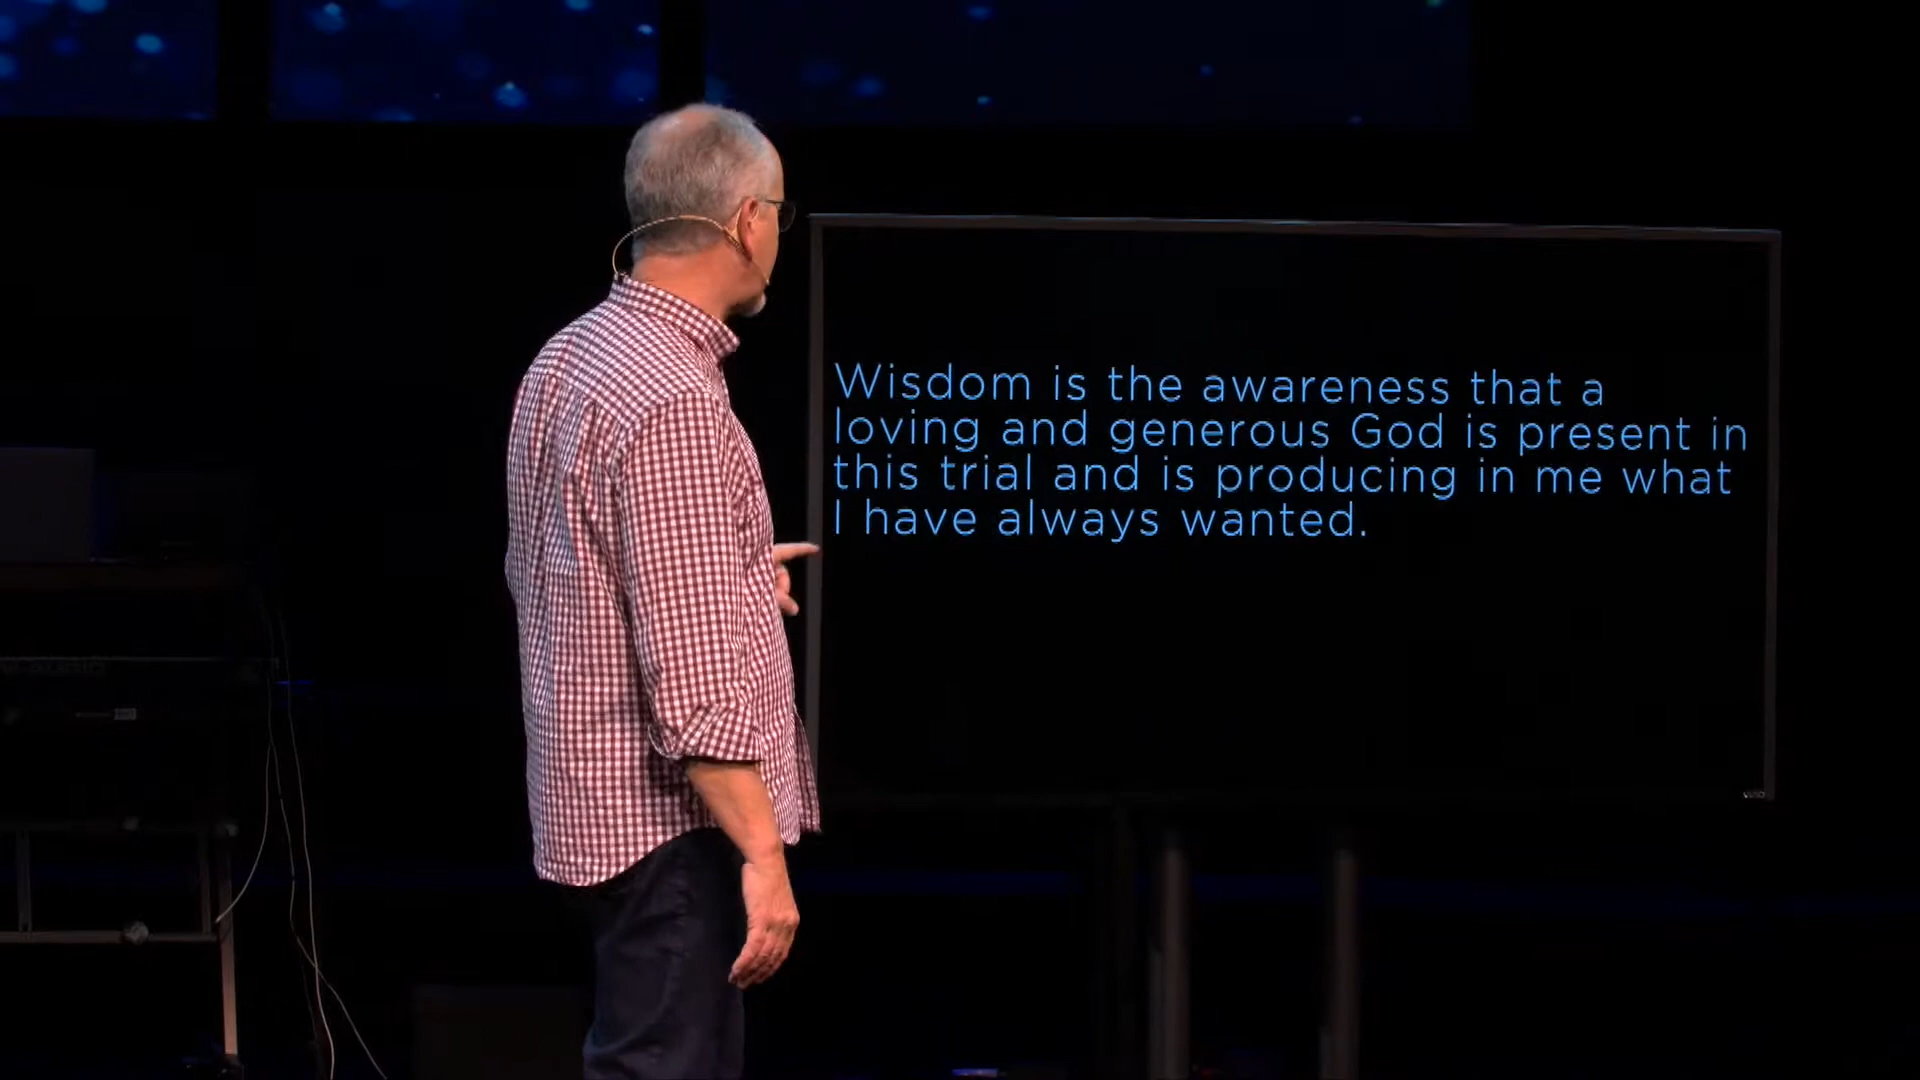 Wisdom is the awareness that a
loving and generous God is present in
this trial and is producing in me what
I have always wanted.
VIZIO